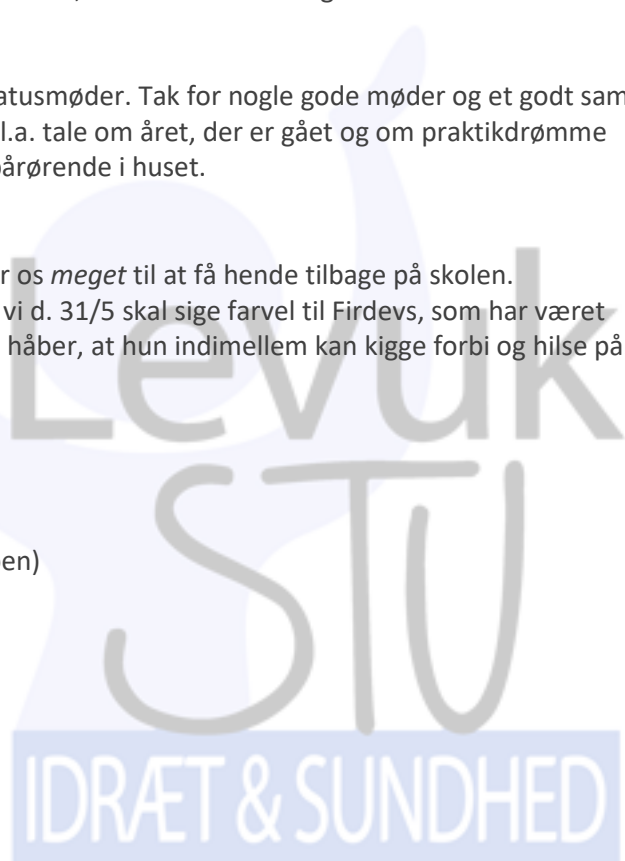 atusmøder. Tak for nogle gode møder og et godt sam
l.a. tale om året, der er gået og om praktikdrømme
pårørende i huset.
r os meget til at få hende tilbage på skolen.
vi d. 31/5 skal sige farvel til Firdevs, som har været
håber, at hun indimellem kan kigge forbi og hilse på
Levuk
STU
en)
IDRÆT & SUNDHED